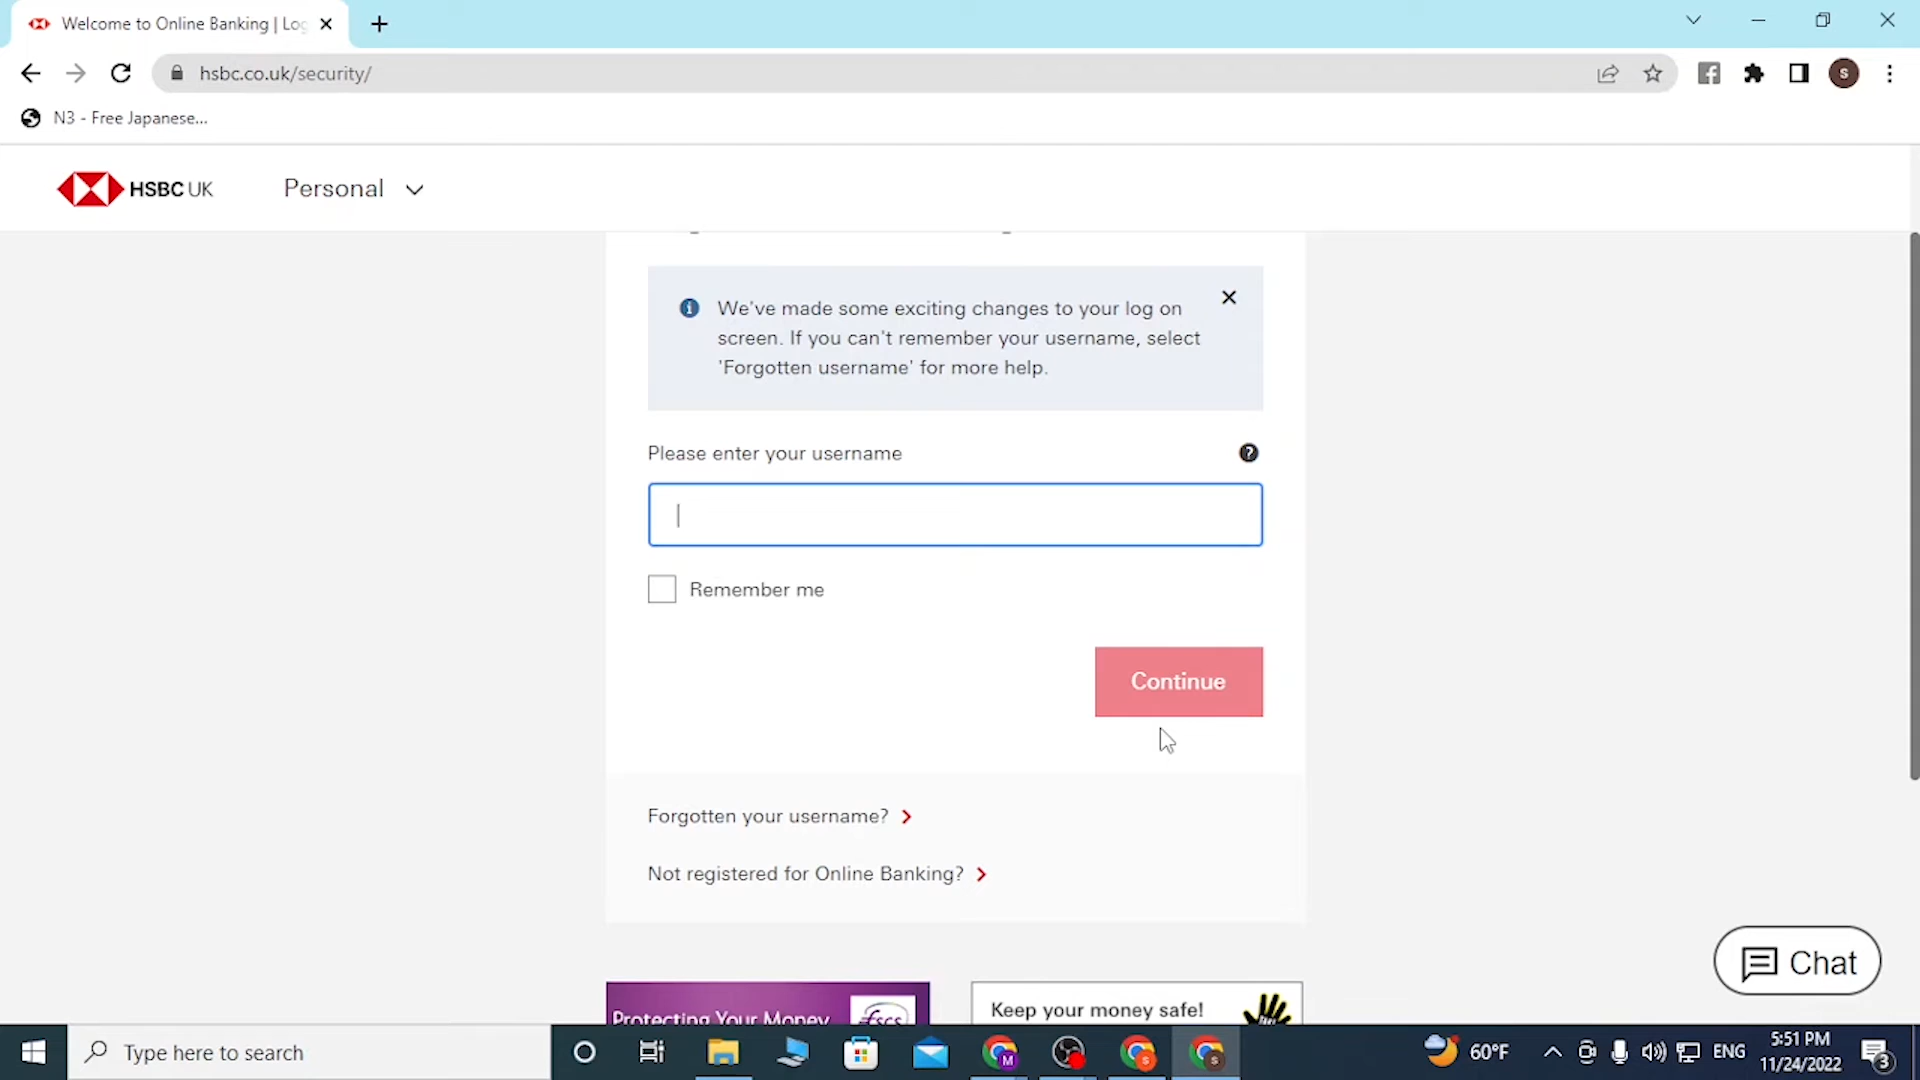 Welcome to Online Banking | Log
hsbc.co.uk/security/
S
N3 - Free Japanese...
HSBC UK
Personal
We've made some exciting changes to your log on
screen. If you can't remember your username, select
'Forgotten username' for more help.
Please enter your username
Remember me
Continue
Forgotten your username?
Not registered for Online Banking?
Chat
Protecting Your Money
FSCS
Keep your money safe!
Type here to search
M
S
S
60°F
ENG
5:51 PM
11/24/2022
3